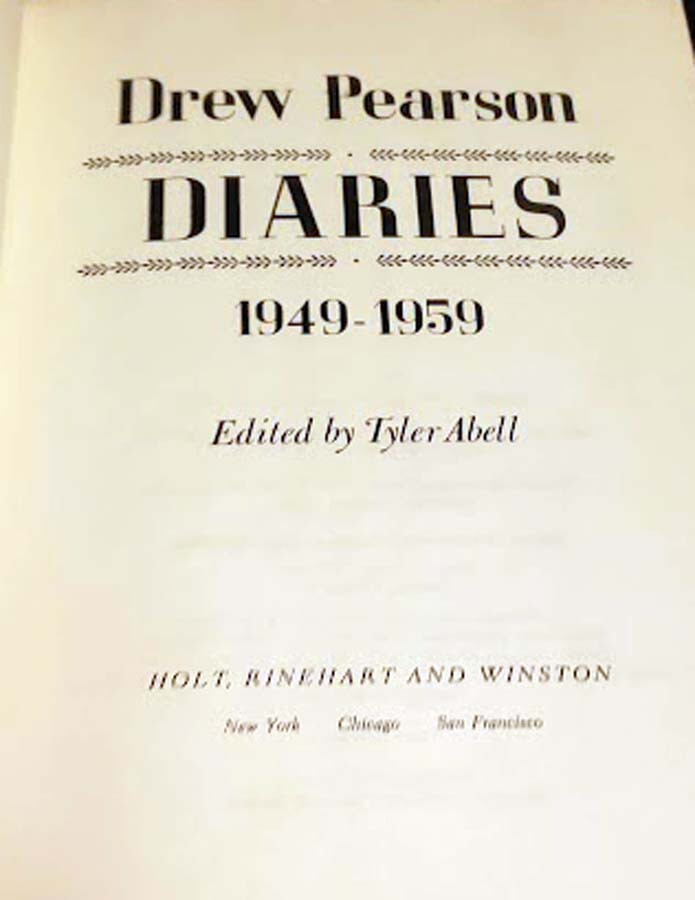 Drew Pearson
DIARIES
1949-1959
Edited by Tyler Abell
HOLT, RINEHART AND WINSTON
New York Chicago San Francisco